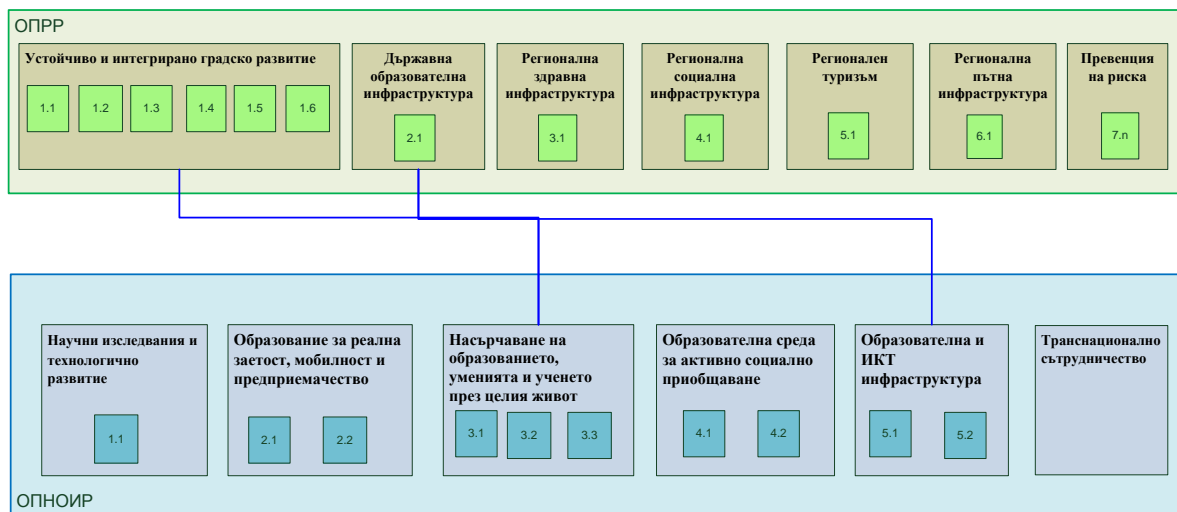 ОПРР
Устойчиво и интегрирано градско развитие
1.1
1.2
1.3
1.4
1.5
1.6
Държавна
образователна
инфраструктура
2.1
Регионална
здравна
инфраструктура
3.1
Регионална
социална
инфраструктура
4.1
Регионален
туризъм
5.1
Регионална
пътна
инфраструктура
6.1
Превенция
на риска
7.n
Научни изследвания и
технологично
развитие
1.1
Образование за реална
заетост, мобилност и
предприемачество
2.1
2.2
Насърчаване на
образованието,
уменията и ученето
през целия живот
3.1
3.2
3.3
Образователна среда
за активно социално
приобщаване
4.1
4.2
Образователна и
ИКТ
инфраструктура
5.1
5.2
Транснационално
сътрудничество
ОПНОИР